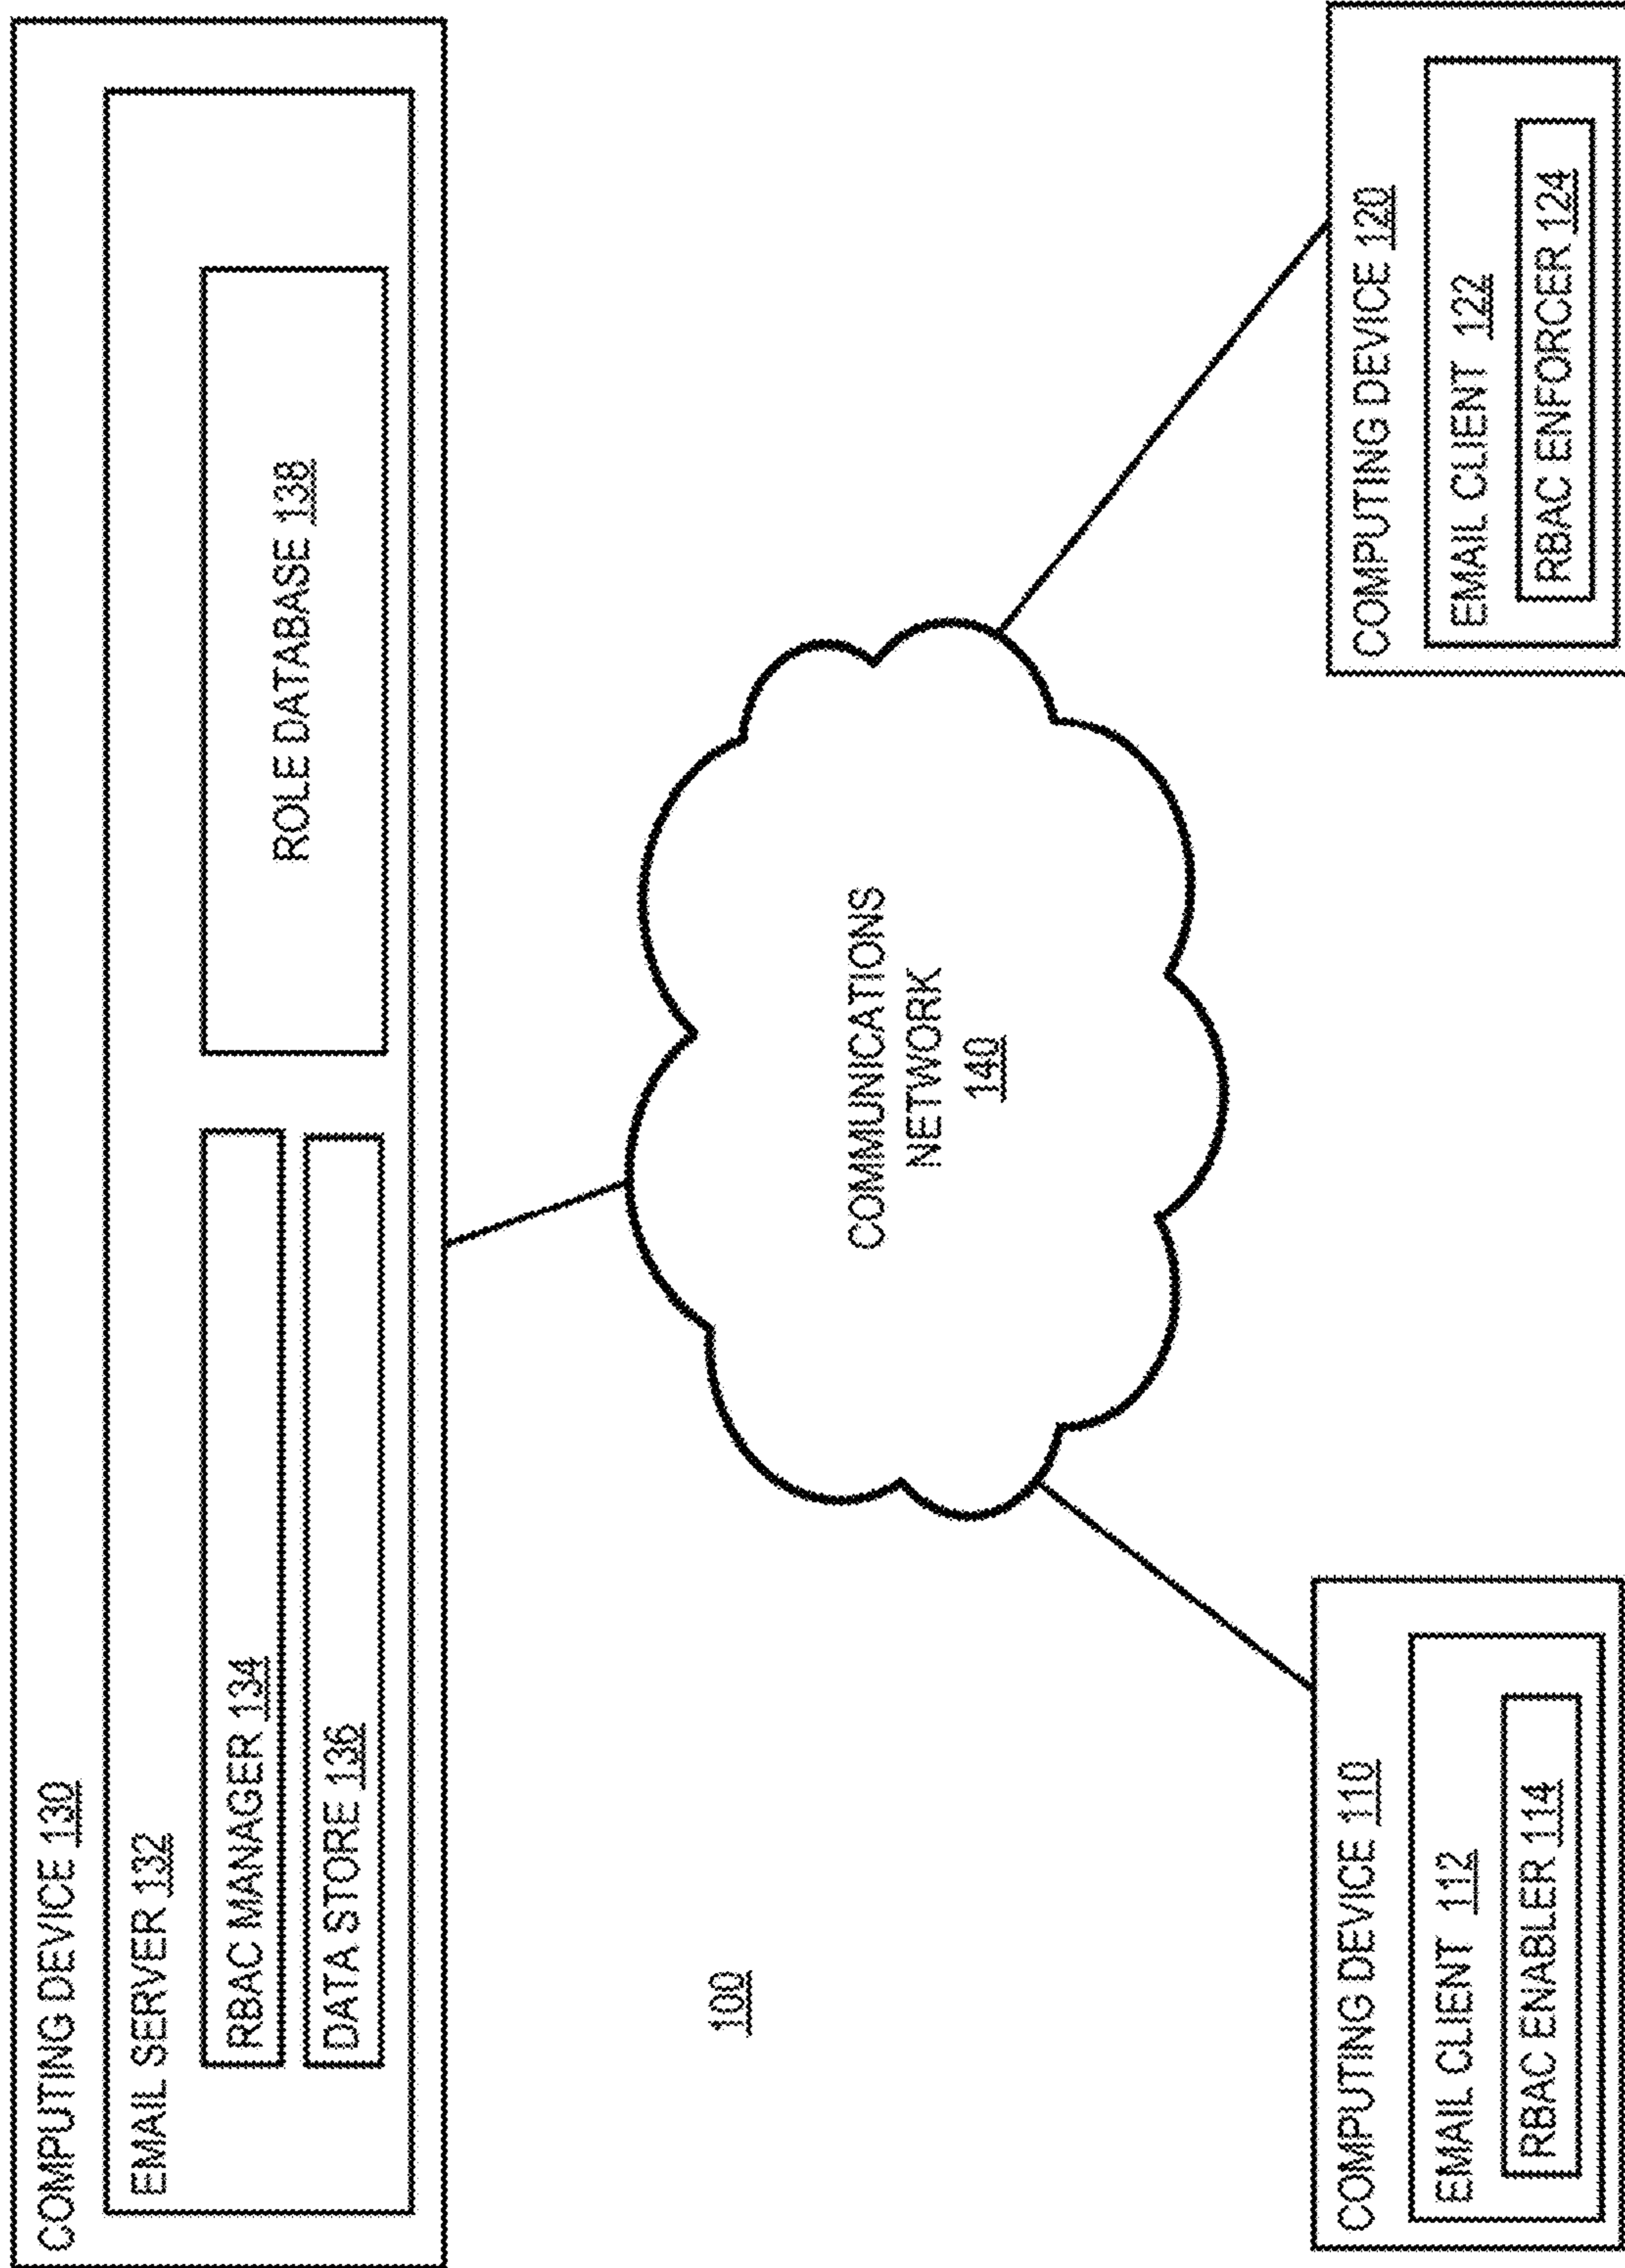 COMPUTING DEVICE 130
EMAIL SERVER 132
RBAC MANAGER 134
DATA STORE 136
ROLE DATABASE 138
100
COMMUNICATIONS
NETWORK
140
COMPUTING DEVICE 110
EMAIL CLIENT 112
RBAC ENABLER 114
COMPUTING DEVICE 120
EMAIL CLIENT 122
RBAC ENFORCER 124